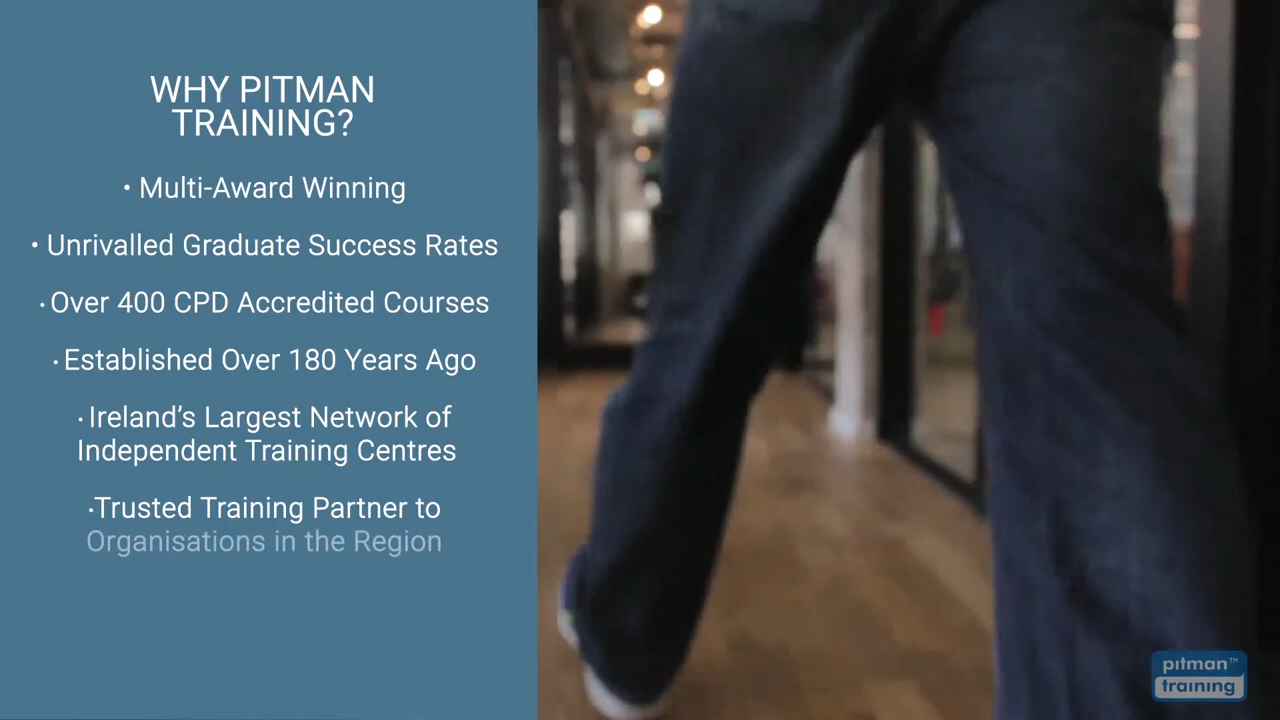 WHY PITMAN
TRAINING?
• Multi-Award Winning
• Unrivalled Graduate Success Rates
• Over 400 CPD Accredited Courses
• Established Over 180 Years Ago
• Ireland’s Largest Network of
Independent Training Centres
• Trusted Training Partner to
Organisations in the Region
pitman™
training